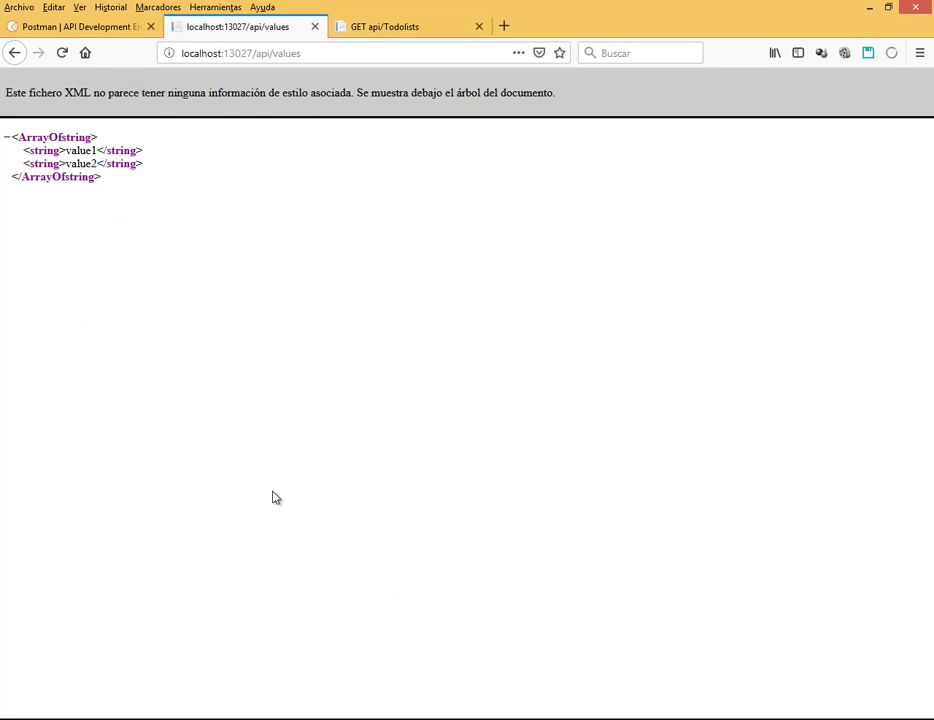 Archivo Editar Ver Historial Marcadores Herramientas Ayuda
Postman | API Development En
localhost:13027/api/values
GET api/Todolists
localhost:13027/api/values
Buscar
Este fichero XML no parece tener ninguna información de estilo asociada. Se muestra debajo el árbol del documento.
−<ArrayOfstring>
<string>value1</string>
<string>value2</string>
</ArrayOfstring>